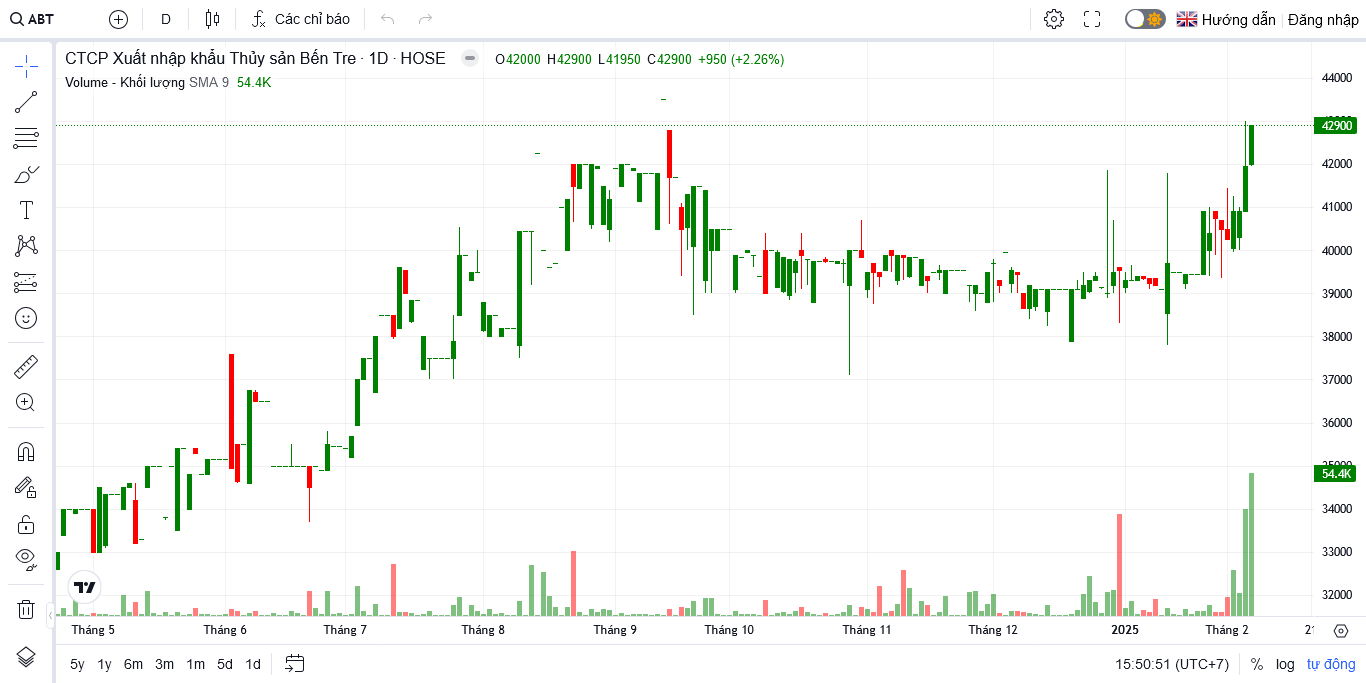 ABT D Các chỉ báo Hướng dẫn Đăng nhập
CTCP Xuất nhập khẩu Thủy sản Bến Tre · 1D · HOSE O42000 H42900 L41950 C42900 +950 (+2.26%)
Volume - Khối lượng SMA 9 54.4K
44000
42900
42000
41000
40000
39000
38000
37000
36000
35000
54.4K
34000
33000
32000
Tháng 5 Tháng 6 Tháng 7 Tháng 8 Tháng 9 Tháng 10 Tháng 11 Tháng 12 2025 Tháng 2
5y 1y 6m 3m 1m 5d 1d 15:50:51 (UTC+7) % log tự động